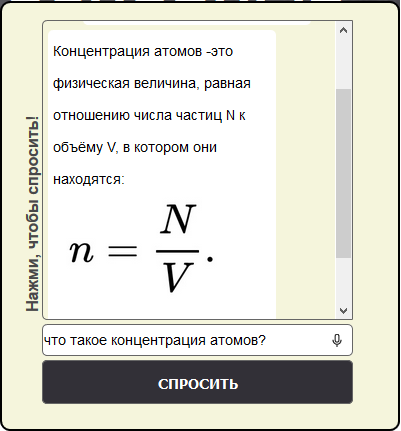 Концентрация атомов -это
физическая величина, равная
отношению числа частиц N к
объёму V, в котором они
находятся:
n = N/V.
Нажми, чтобы спросить!
что такое концентрация атомов?
СПРОСИТЬ